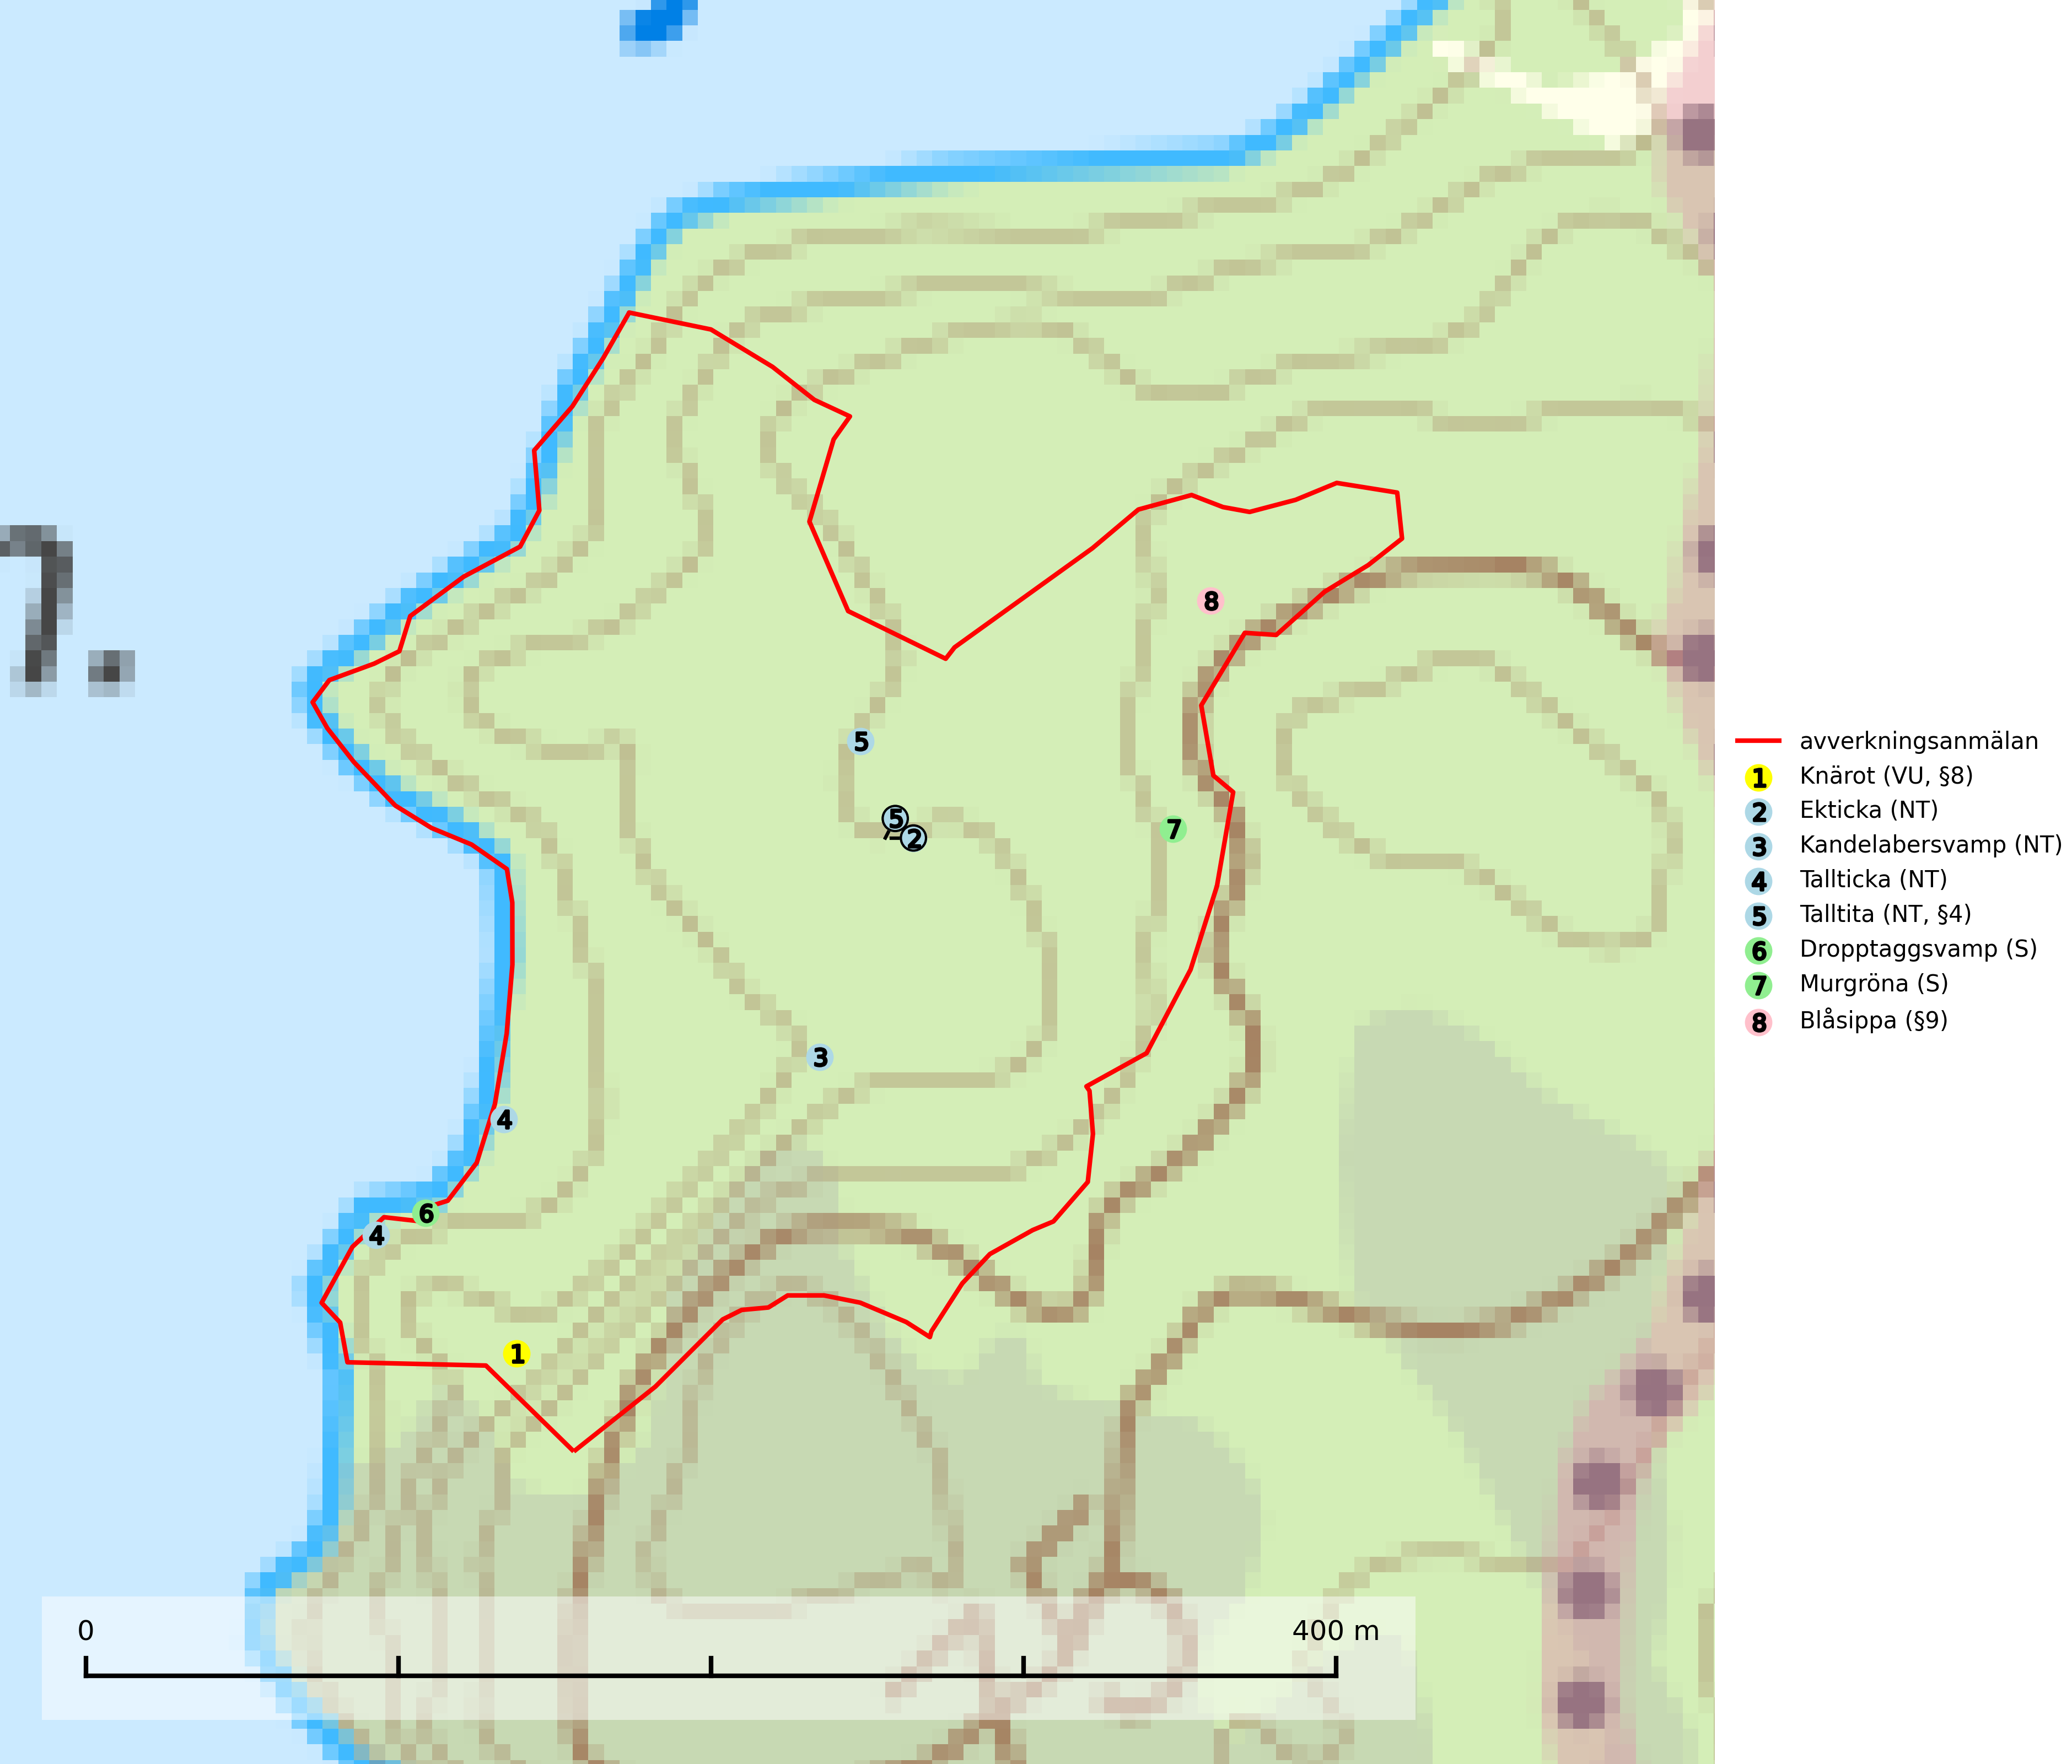 8
5
5
2
7
3
4
6
4
1
0
400 m
avverkningsanmälan
1 Knärot (VU, §8)
2 Ekticka (NT)
3 Kandelabersvamp (NT)
4 Tallticka (NT)
5 Talltita (NT, §4)
6 Dropptaggsvamp (S)
7 Murgröna (S)
8 Blåsippa (§9)